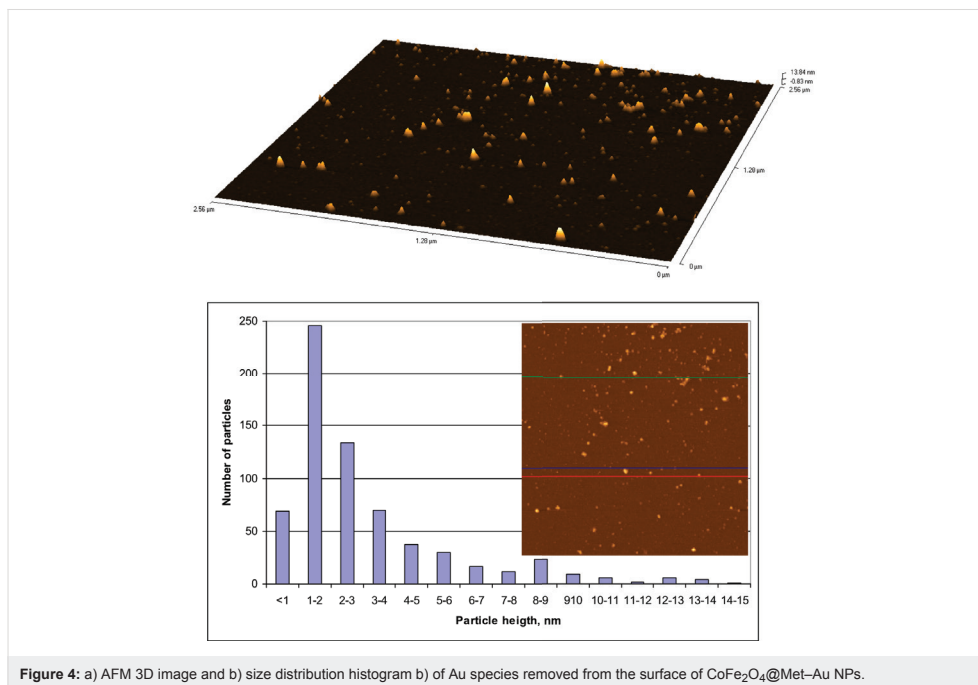 13.84 nm
-0.83 nm
2.56 µm
1.28 µm
2.56 µm
1.28 µm
0 µm
0 µm
250
200
150
100
50
0
Number of particles
<1 1-2 2-3 3-4 4-5 5-6 6-7 7-8 8-9 910 10-11 11-12 12-13 13-14 14-15
Particle heigth, nm
Figure 4: a) AFM 3D image and b) size distribution histogram b) of Au species removed from the surface of CoFe₂O₄@Met–Au NPs.